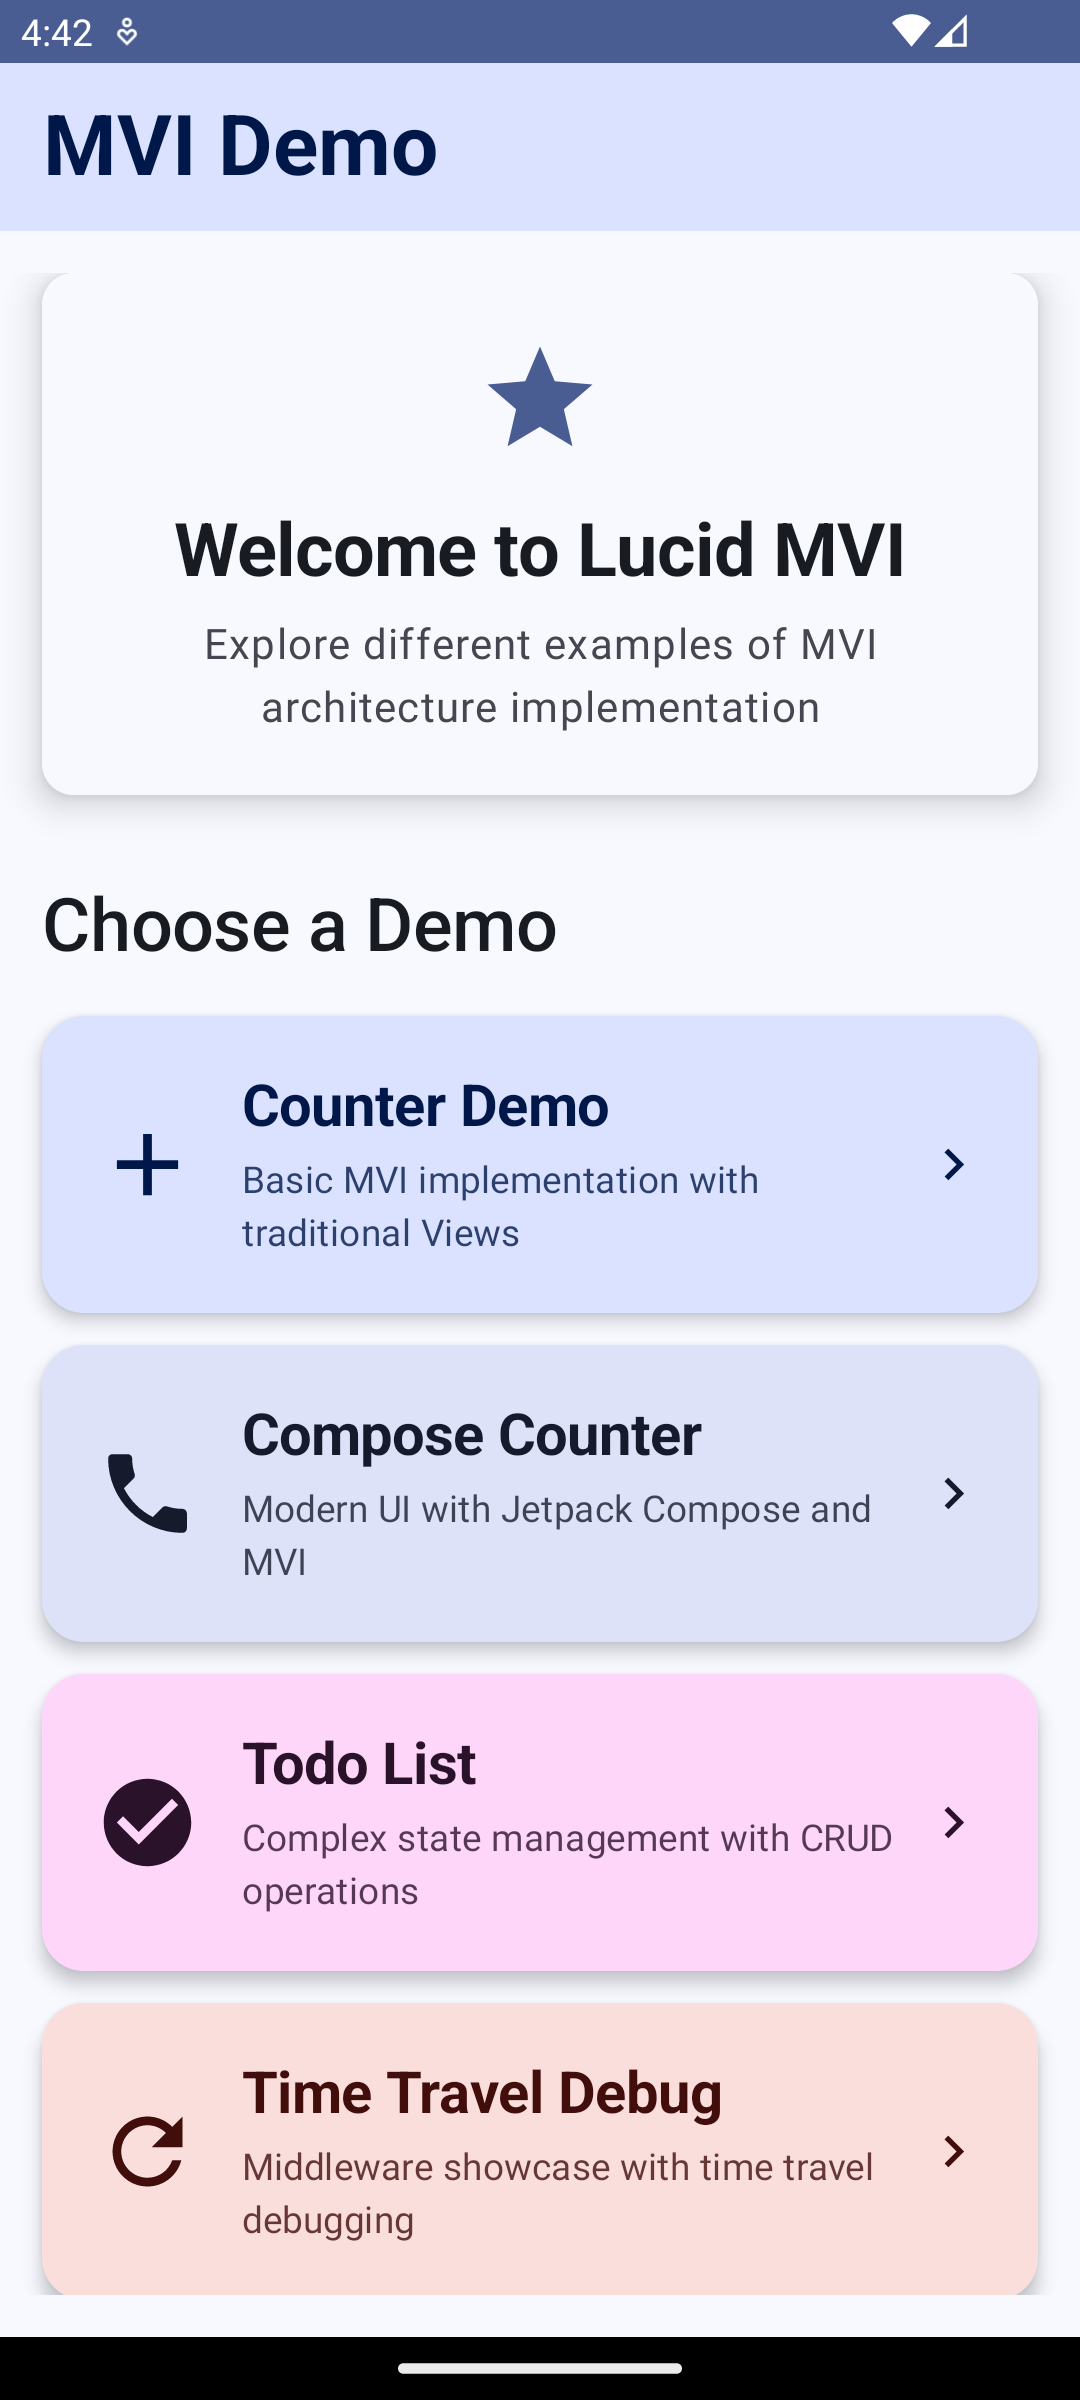 4:42
MVI Demo
Welcome to Lucid MVI
Explore different examples of MVI
architecture implementation
Choose a Demo
Counter Demo
Basic MVI implementation with
traditional Views
Compose Counter
Modern UI with Jetpack Compose and
MVI
Todo List
Complex state management with CRUD
operations
Time Travel Debug
Middleware showcase with time travel
debugging